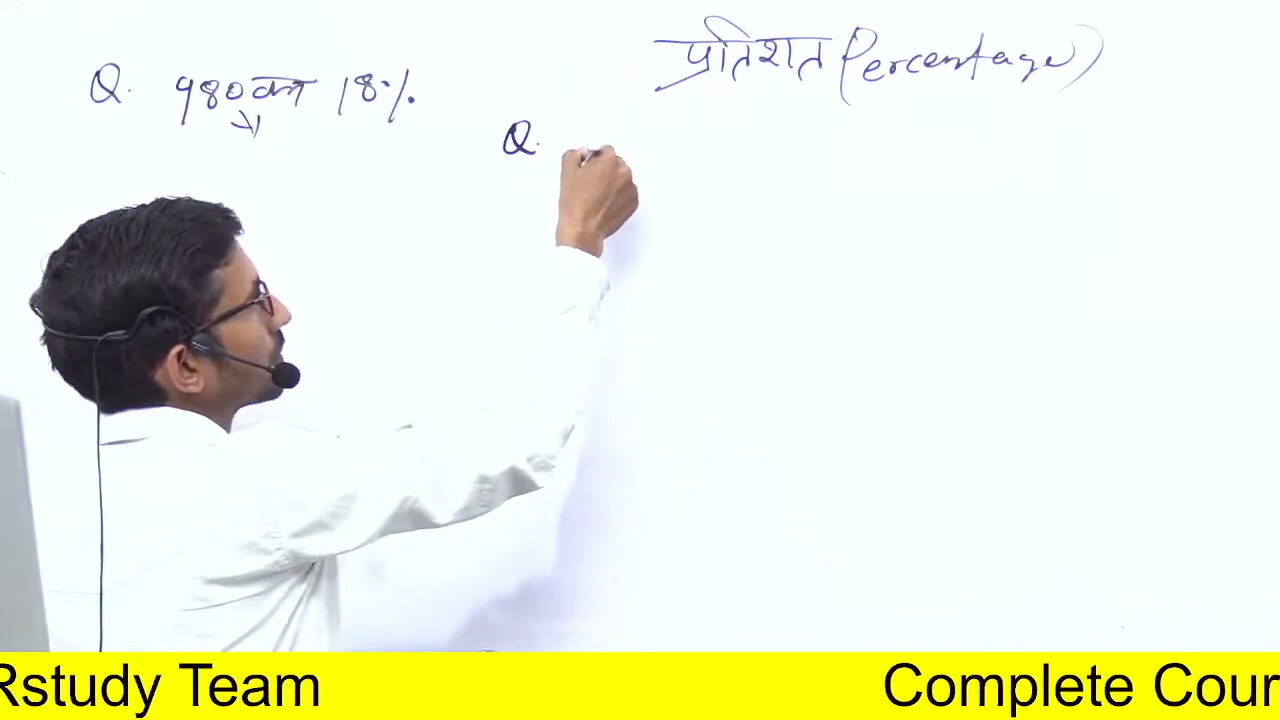 प्रतिशत (Percentage)
Q. 980 का 18%
Q.
Rstudy Team
Complete Cour